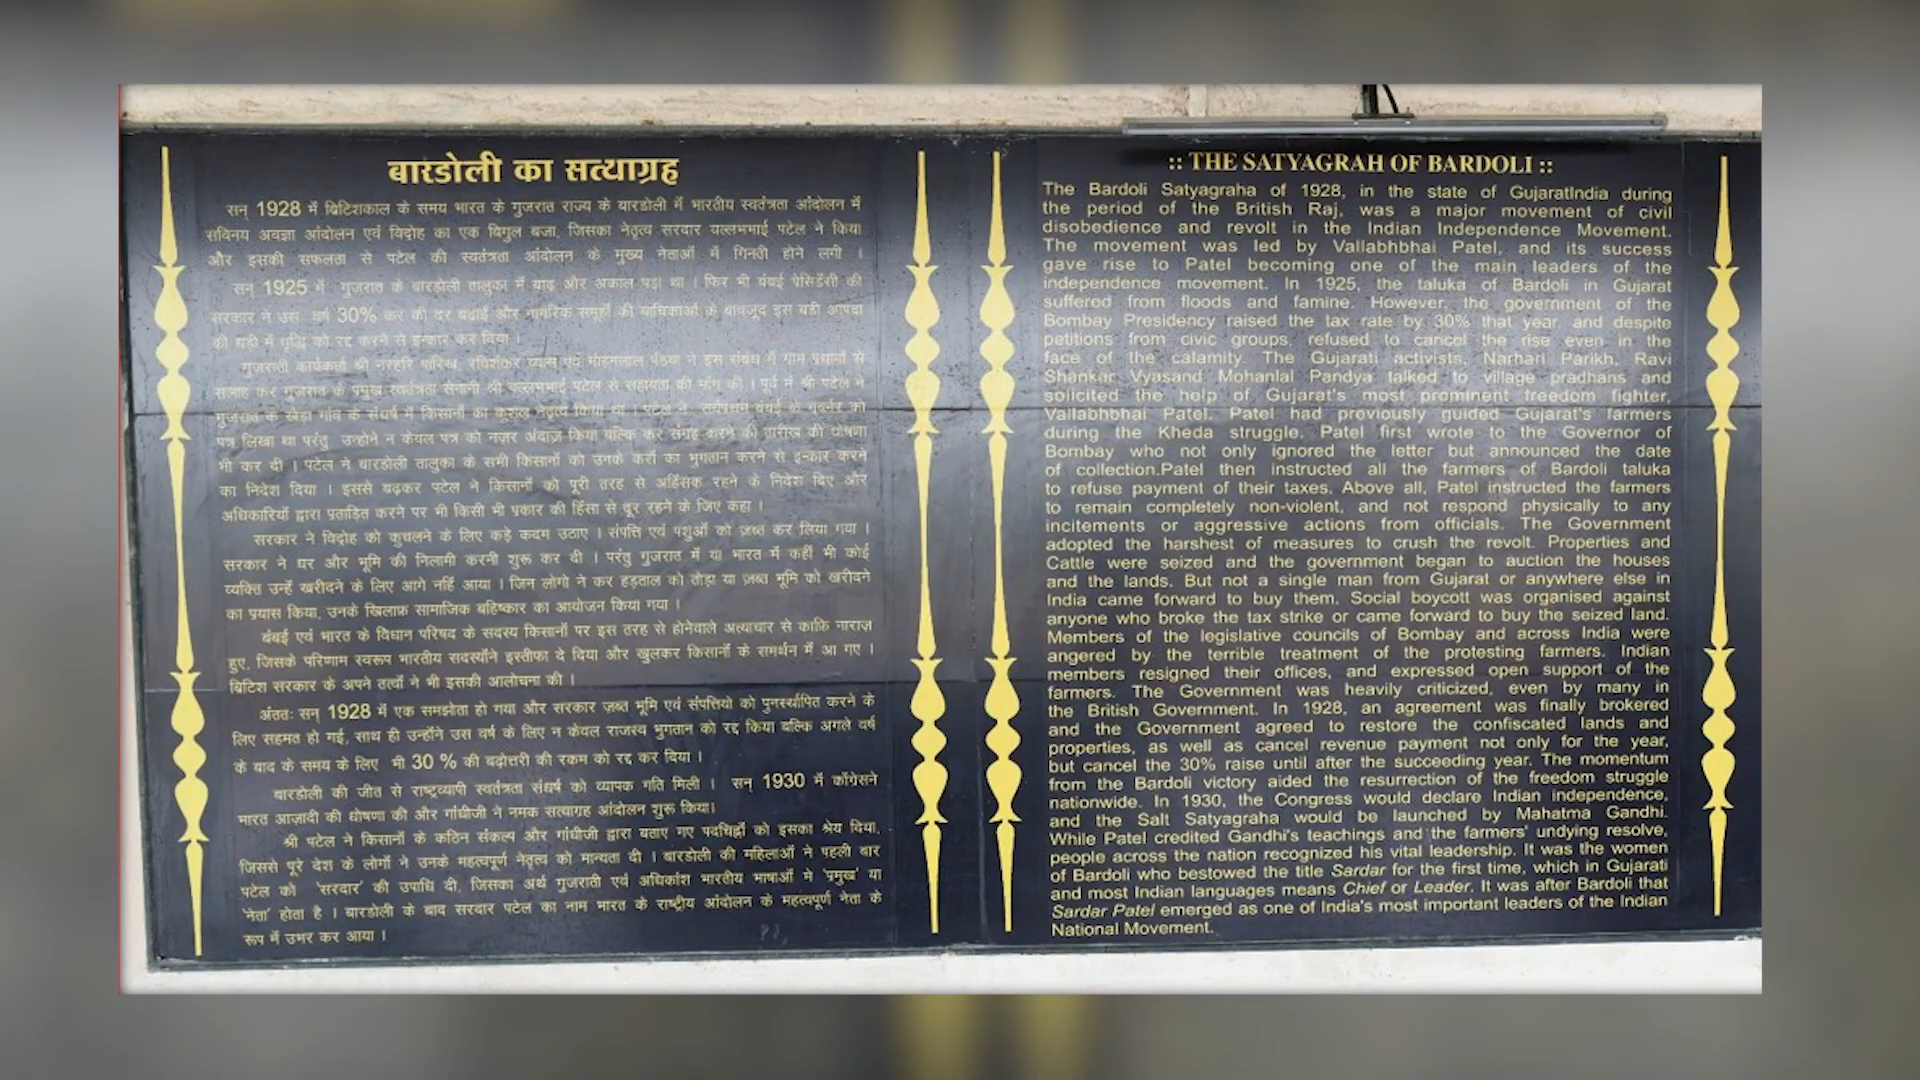 बारडोली का सत्याग्रह
सन् 1928 में ब्रिटिशकाल के समय भारत के गुजरात राज्य के बारडोली में भारतीय स्वतंत्रता आंदोलन में
सविनय अवज्ञा आंदोलन एवं विद्रोह का एक बिगुल बजा, जिसका नेतृत्व सरदार वल्लभभाई पटेल ने किया
और इसकी सफलता से पटेल की स्वतंत्रता आंदोलन के मुख्य नेताओं में गिनती होने लगी ।
सन् 1925 में गुजरात के बारडोली तालुका में बाढ़ और अकाल पड़ा था । फिर भी बंबई प्रेसिडेंसी की
सरकार ने उस वर्ष 30% कर की दर बढाई और नागरिक समूहों की याचिकाओं के बावजूद इस बडी आपदा
की घड़ी में वृद्धि को रद्द करने से इन्कार कर दिया ।
गुजराती कार्यकर्ता श्री नरहरि पारिख, रविशंकर व्यास एवं मोहनलाल पंड्या ने इस संबंध में गाम प्रधानों से
सलाह कर गुजरात के प्रमुख स्वतंत्रता सेनानी श्री वल्लभभाई पटेल से सहायता की मांग की । पूर्व में श्री पटेल ने
गुजरात के खेड़ा गांव के संघर्ष में किसानों का कुशल नेतृत्व किया था । पटेल ने बंबई के गवर्नर को
पत्र लिखा था परंतु उन्होने न केवल पत्र को नज़र अंदाज़ किया बल्कि कर संग्रह करने की तारीख की घोषणा
भी कर दी । पटेल ने बारडोली तालुका के सभी किसानों को उनके करों का भुगतान करने से इन्कार करने
का निदेश दिया । इससे बढ़कर पटेल ने किसानों को पूरी तरह से अहिंसक रहने के निदेश दिए और
अधिकारियों द्वारा प्रताड़ित करने पर भी किसी भी प्रकार की हिंसा से दूर रहने के लिए कहा ।
सरकार ने विद्रोह को कुचलने के लिए कड़े कदम उठाए । संपत्ति एवं पशुओं को ज़ब्त कर लिया गया ।
सरकार ने घर और भूमि की निलामी करनी शुरू कर दी । परंतु गुजरात में या भारत में कहीं भी कोई
व्यक्ति उन्हें खरीदने के लिए आगे नहिं आया । जिन लोगो ने कर हड़ताल को तोड़ा या ज़ब्त भूमि को खरीदने
का प्रयास किया, उनके खिलाफ़ सामाजिक बहिष्कार का आयोजन किया गया ।
बंबई एवं भारत के विधान परिषद के सदस्य किसानों पर इस तरह से होनेवाले अत्याचार से काफ़ि नाराज़
हुए, जिसके परिणाम स्वरूप भारतीय सदस्योंने इस्तीफा दे दिया और खुलकर किसानों के समर्थन में आ गए ।
ब्रिटिश सरकार के अपने तत्वों ने भी इसकी आलोचना की ।
अंततः सन् 1928 में एक समझोता हो गया और सरकार ज़ब्त भूमि एवं संपत्तियो को पुनर्स्थापित करने के
लिए सहमत हो गई, साथ ही उन्होंने उस वर्ष के लिए न केवल राजस्व भुगतान को रद्द किया बल्कि अगले वर्ष
के बाद के समय के लिए भी 30 % की बढ़ोत्तरी की रकम को रद्द कर दिया ।
बारडोली की जीत से राष्ट्रव्यापी स्वतंत्रता संघर्ष को व्यापक गति मिली । सन् 1930 में कॉंगेसने
भारत आज़ादी की घोषणा की और गांधीजी ने नमक सत्याग्रह आंदोलन शुरू किया।
श्री पटेल ने किसानों के कठिन संकल्प और गांधीजी द्वारा बताए गए पदचिह्नों को इसका श्रेय दिया,
जिससे पूरे देश के लोगों ने उनके महत्वपूर्ण नेतृत्व को मान्यता दी । बारडोली की महिलाओं ने पहली बार
पटेल को 'सरदार' की उपाधि दी, जिसका अर्थ गुजराती एवं अधिकांश भारतीय भाषाओं मे 'प्रमुख' या
'नेता' होता है । बारडोली के बाद सरदार पटेल का नाम भारत के राष्ट्रीय आंदोलन के महत्वपूर्ण नेता के
रूप में उभर कर आया ।
:: THE SATYAGRAH OF BARDOLI ::
The Bardoli Satyagraha of 1928, in the state of GujaratIndia during
the period of the British Raj, was a major movement of civil
disobedience and revolt in the Indian Independence Movement.
The movement was led by Vallabhbhai Patel, and its success
gave rise to Patel becoming one of the main leaders of the
independence movement. In 1925, the taluka of Bardoli in Gujarat
suffered from floods and famine. However, the government of the
Bombay Presidency raised the tax rate by 30% that year, and despite
petitions from civic groups, refused to cancel the rise even in the
face of the calamity. The Gujarati activists, Narhari Parikh, Ravi
Shankar Vyasand Mohanlal Pandya talked to village pradhans and
solicited the help of Gujarat's most prominent freedom fighter,
Vallabhbhai Patel. Patel had previously guided Gujarat's farmers
during the Kheda struggle. Patel first wrote to the Governor of
Bombay who not only ignored the letter but announced the date
of collection.Patel then instructed all the farmers of Bardoli taluka
to refuse payment of their taxes. Above all, Patel instructed the farmers
to remain completely non-violent, and not respond physically to any
incitements or aggressive actions from officials. The Government
adopted the harshest of measures to crush the revolt. Properties and
Cattle were seized and the government began to auction the houses
and the lands. But not a single man from Gujarat or anywhere else in
India came forward to buy them. Social boycott was organised against
anyone who broke the tax strike or came forward to buy the seized land.
Members of the legislative councils of Bombay and across India were
angered by the terrible treatment of the protesting farmers. Indian
members resigned their offices, and expressed open support of the
farmers. The Government was heavily criticized, even by many in
the British Government. In 1928, an agreement was finally brokered
and the Government agreed to restore the confiscated lands and
properties, as well as cancel revenue payment not only for the year,
but cancel the 30% raise until after the succeeding year. The momentum
from the Bardoli victory aided the resurrection of the freedom struggle
nationwide. In 1930, the Congress would declare Indian independence,
and the Salt Satyagraha would be launched by Mahatma Gandhi.
While Patel credited Gandhi's teachings and the farmers' undying resolve,
people across the nation recognized his vital leadership. It was the women
of Bardoli who bestowed the title Sardar for the first time, which in Gujarati
and most Indian languages means Chief or Leader. It was after Bardoli that
Sardar Patel emerged as one of India's most important leaders of the Indian
National Movement.